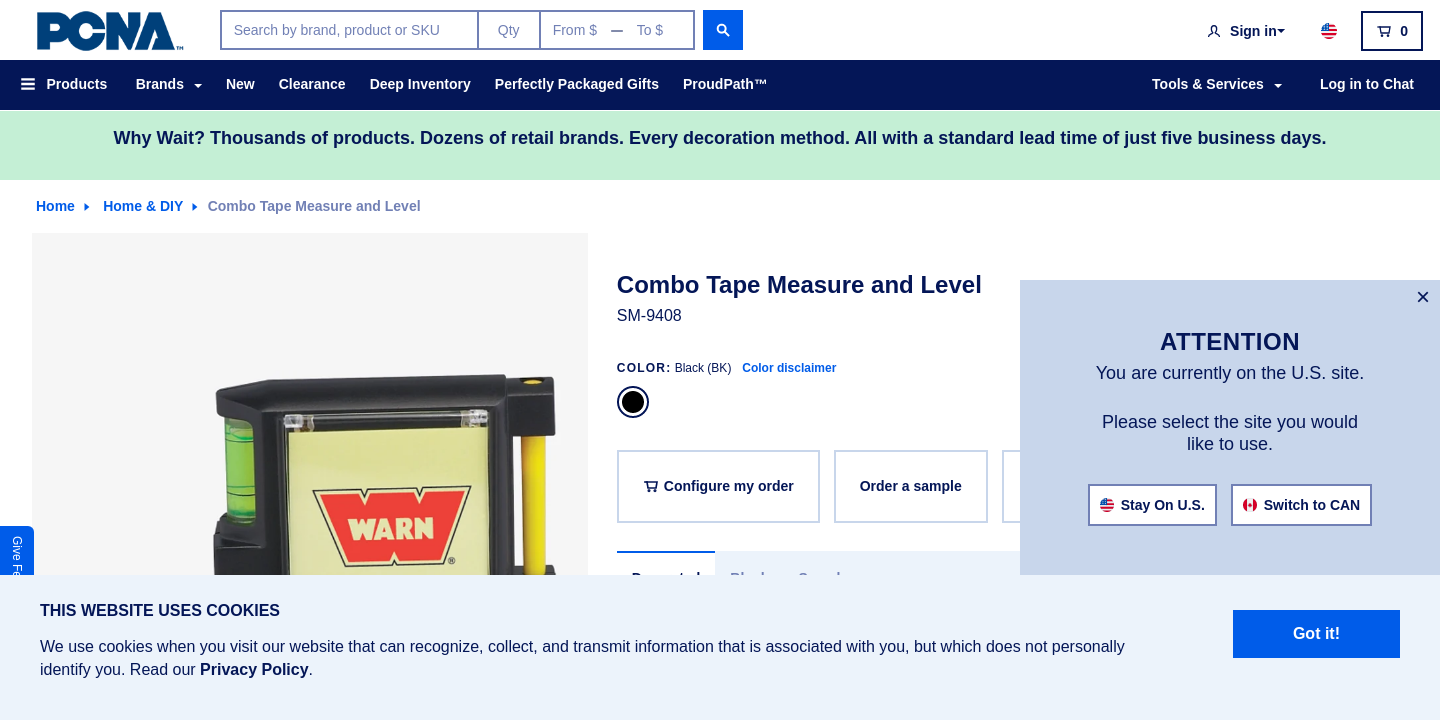 PCNA™
Search by brand, product or SKU
Qty
From $ — To $
Sign in
0
Products
Brands
New
Clearance
Deep Inventory
Perfectly Packaged Gifts
ProudPath™
Tools & Services
Log in to Chat
Why Wait? Thousands of products. Dozens of retail brands. Every decoration method. All with a standard lead time of just five business days.
Home
Home & DIY
Combo Tape Measure and Level
WARN®
Combo Tape Measure and Level
SM-9408
COLOR: Black (BK) Color disclaimer
Configure my order
Order a sample
×
ATTENTION
You are currently on the U.S. site.
Please select the site you would
like to use.
Stay On U.S.
Switch to CAN
Give
THIS WEBSITE USES COOKIES
We use cookies when you visit our website that can recognize, collect, and transmit information that is associated with you, but which does not personally
identify you. Read our Privacy Policy.
Got it!